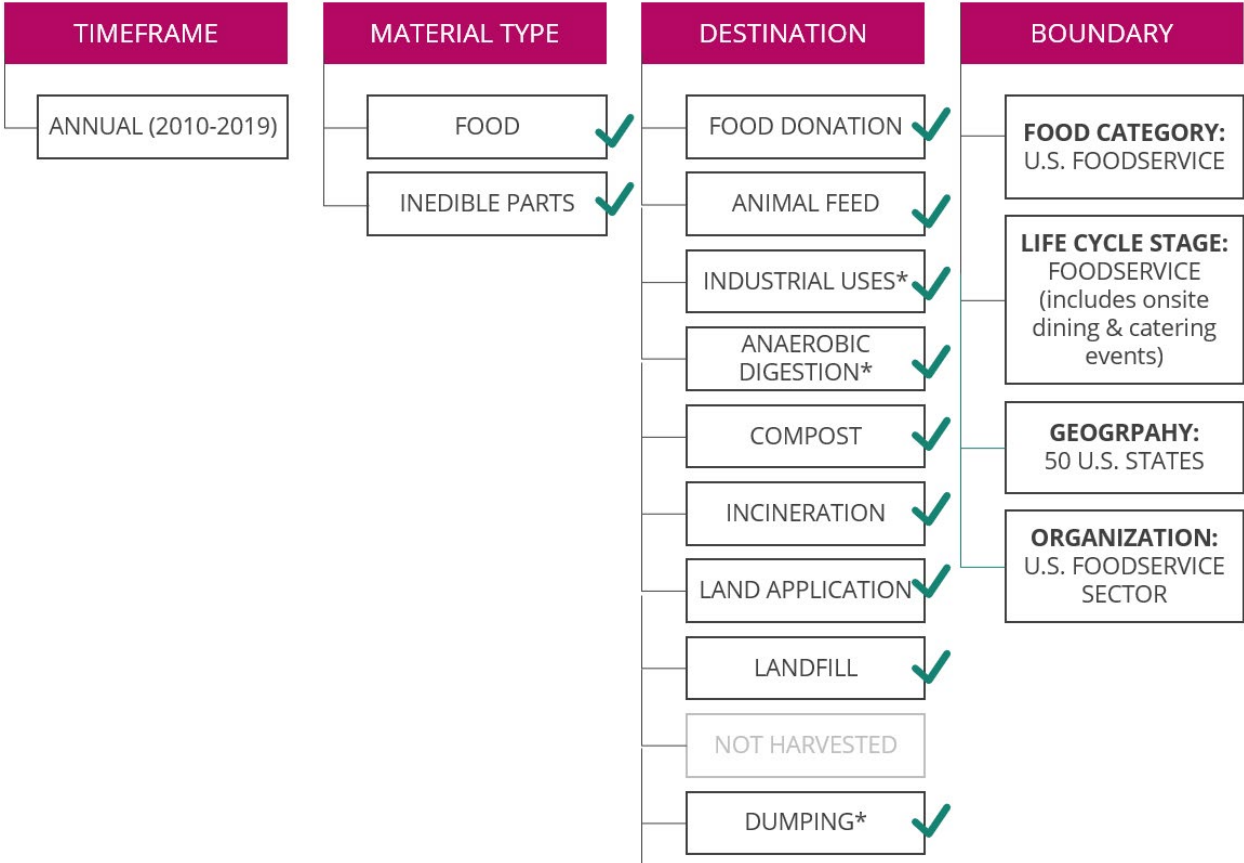 TIMEFRAME
ANNUAL (2010-2019)
MATERIAL TYPE
FOOD
INEDIBLE PARTS
DESTINATION
FOOD DONATION
ANIMAL FEED
INDUSTRIAL USES*
ANAEROBIC
DIGESTION*
COMPOST
INCINERATION
LAND APPLICATION
LANDFILL
NOT HARVESTED
DUMPING*
BOUNDARY
FOOD CATEGORY:
U.S. FOODSERVICE
LIFE CYCLE STAGE:
FOODSERVICE
(includes onsite
dining & catering
events)
GEOGRPAHY:
50 U.S. STATES
ORGANIZATION:
U.S. FOODSERVICE
SECTOR